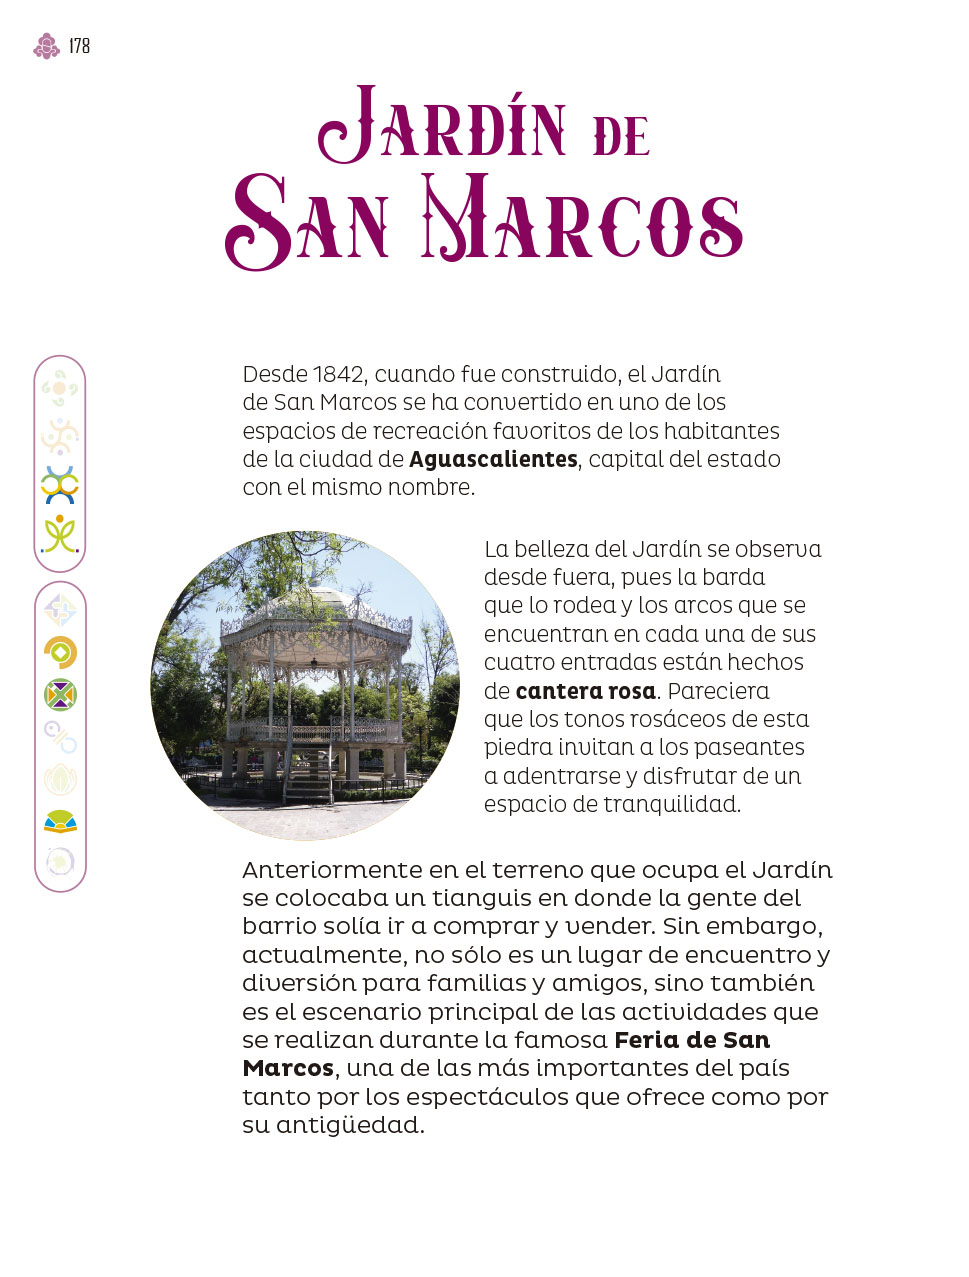 178
Jardín de
San Marcos
Desde 1842, cuando fue construido, el Jardín
de San Marcos se ha convertido en uno de los
espacios de recreación favoritos de los habitantes
de la ciudad de Aguascalientes, capital del estado
con el mismo nombre.
La belleza del Jardín se observa
desde fuera, pues la barda
que lo rodea y los arcos que se
encuentran en cada una de sus
cuatro entradas están hechos
de cantera rosa. Pareciera
que los tonos rosáceos de esta
piedra invitan a los paseantes
a adentrarse y disfrutar de un
espacio de tranquilidad.
Anteriormente en el terreno que ocupa el Jardín
se colocaba un tianguis en donde la gente del
barrio solía ir a comprar y vender. Sin embargo,
actualmente, no sólo es un lugar de encuentro y
diversión para familias y amigos, sino también
es el escenario principal de las actividades que
se realizan durante la famosa Feria de San
Marcos, una de las más importantes del país
tanto por los espectáculos que ofrece como por
su antigüedad.